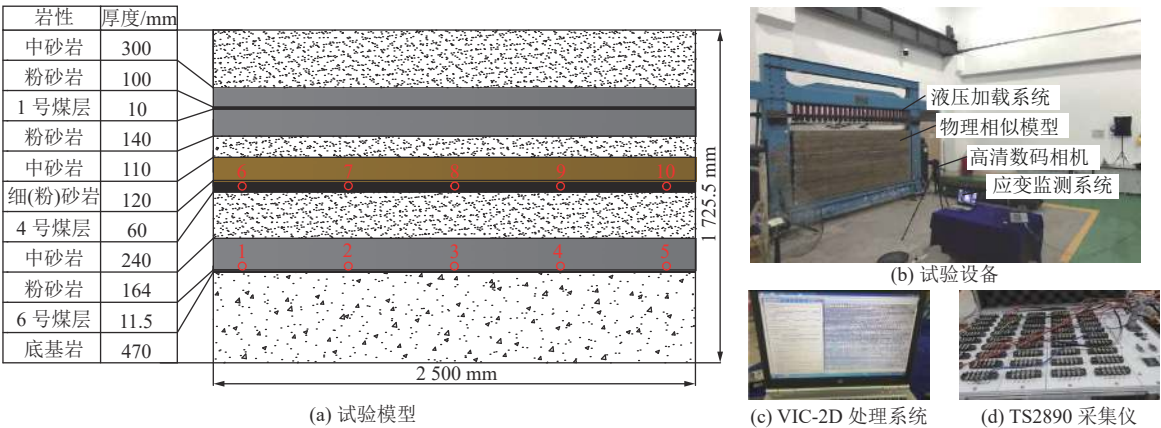 岩性 厚度/mm
中砂岩 300
粉砂岩 100
1 号煤层 10
粉砂岩 140
中砂岩 110
细(粉)砂岩 120
4 号煤层 60
中砂岩 240
粉砂岩 164
6 号煤层 11.5
底基岩 470
6 7 8 9 10
1 2 3 4 5
1 725.5 mm
2 500 mm
(a) 试验模型
液压加载系统
物理相似模型
高清数码相机
应变监测系统
(b) 试验设备
(c) VIC-2D 处理系统
(d) TS2890 采集仪